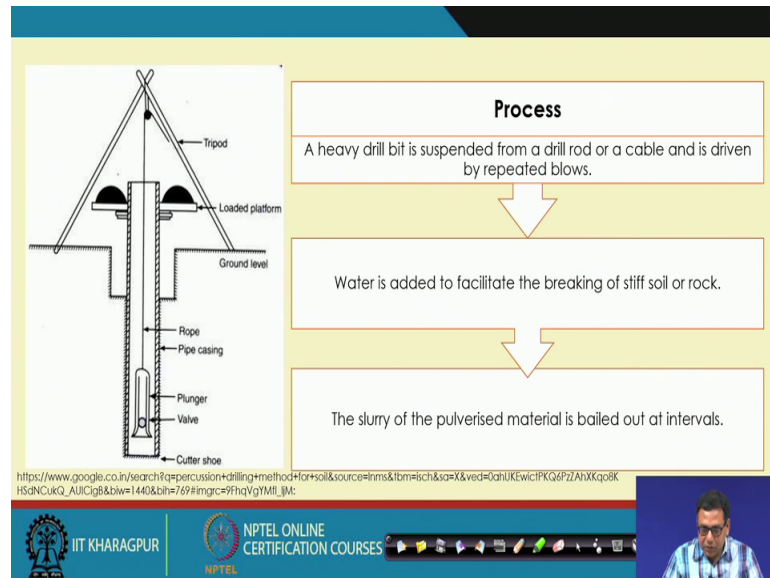 Tripod
Loaded platform
Ground level
Rope
Pipe casing
Plunger
Valve
Cutter shoe
Process
A heavy drill bit is suspended from a drill rod or a cable and is driven
by repeated blows.
Water is added to facilitate the breaking of stiff soil or rock.
The slurry of the pulverised material is bailed out at intervals.
https://www.google.co.in/search?q=percussion+drilling+method+for+soil&source=lnms&tbm=isch&sa=X&ved=0ahUKEwictPKQ6PzZAhXKqo8K
HSdNCukQ_AUICigB&biw=1440&bih=769#imgrc=9FhqVgYMfl_ljM:
IIT KHARAGPUR
NPTEL
NPTEL ONLINE
CERTIFICATION COURSES